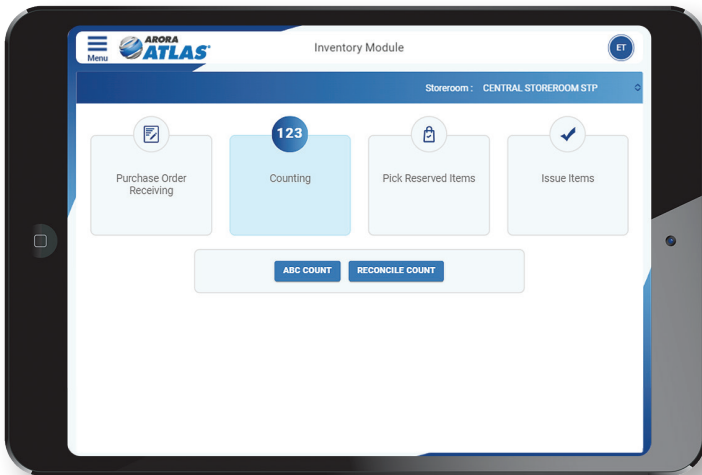 Menu
ARORA
ATLAS
Inventory Module
ET
Storeroom : CENTRAL STOREROOM STP
123
Purchase Order
Receiving
Counting
Pick Reserved Items
Issue Items
ABC COUNT
RECONCILE COUNT